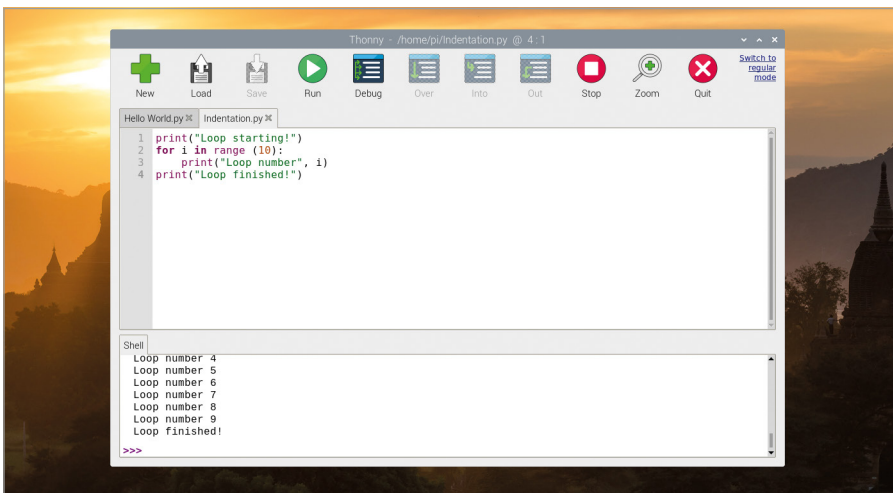 Thonny - /home/pi/Indentation.py @ 4:1
New Load Save Run Debug Over Into Out Stop Zoom Quit
Switch to
regular
mode
Hello World.py Indentation.py
1 print("Loop starting!")
2 for i in range (10):
3     print("Loop number", i)
4 print("Loop finished!")
Shell
Loop number 4
Loop number 5
Loop number 6
Loop number 7
Loop number 8
Loop number 9
Loop finished!
>>>